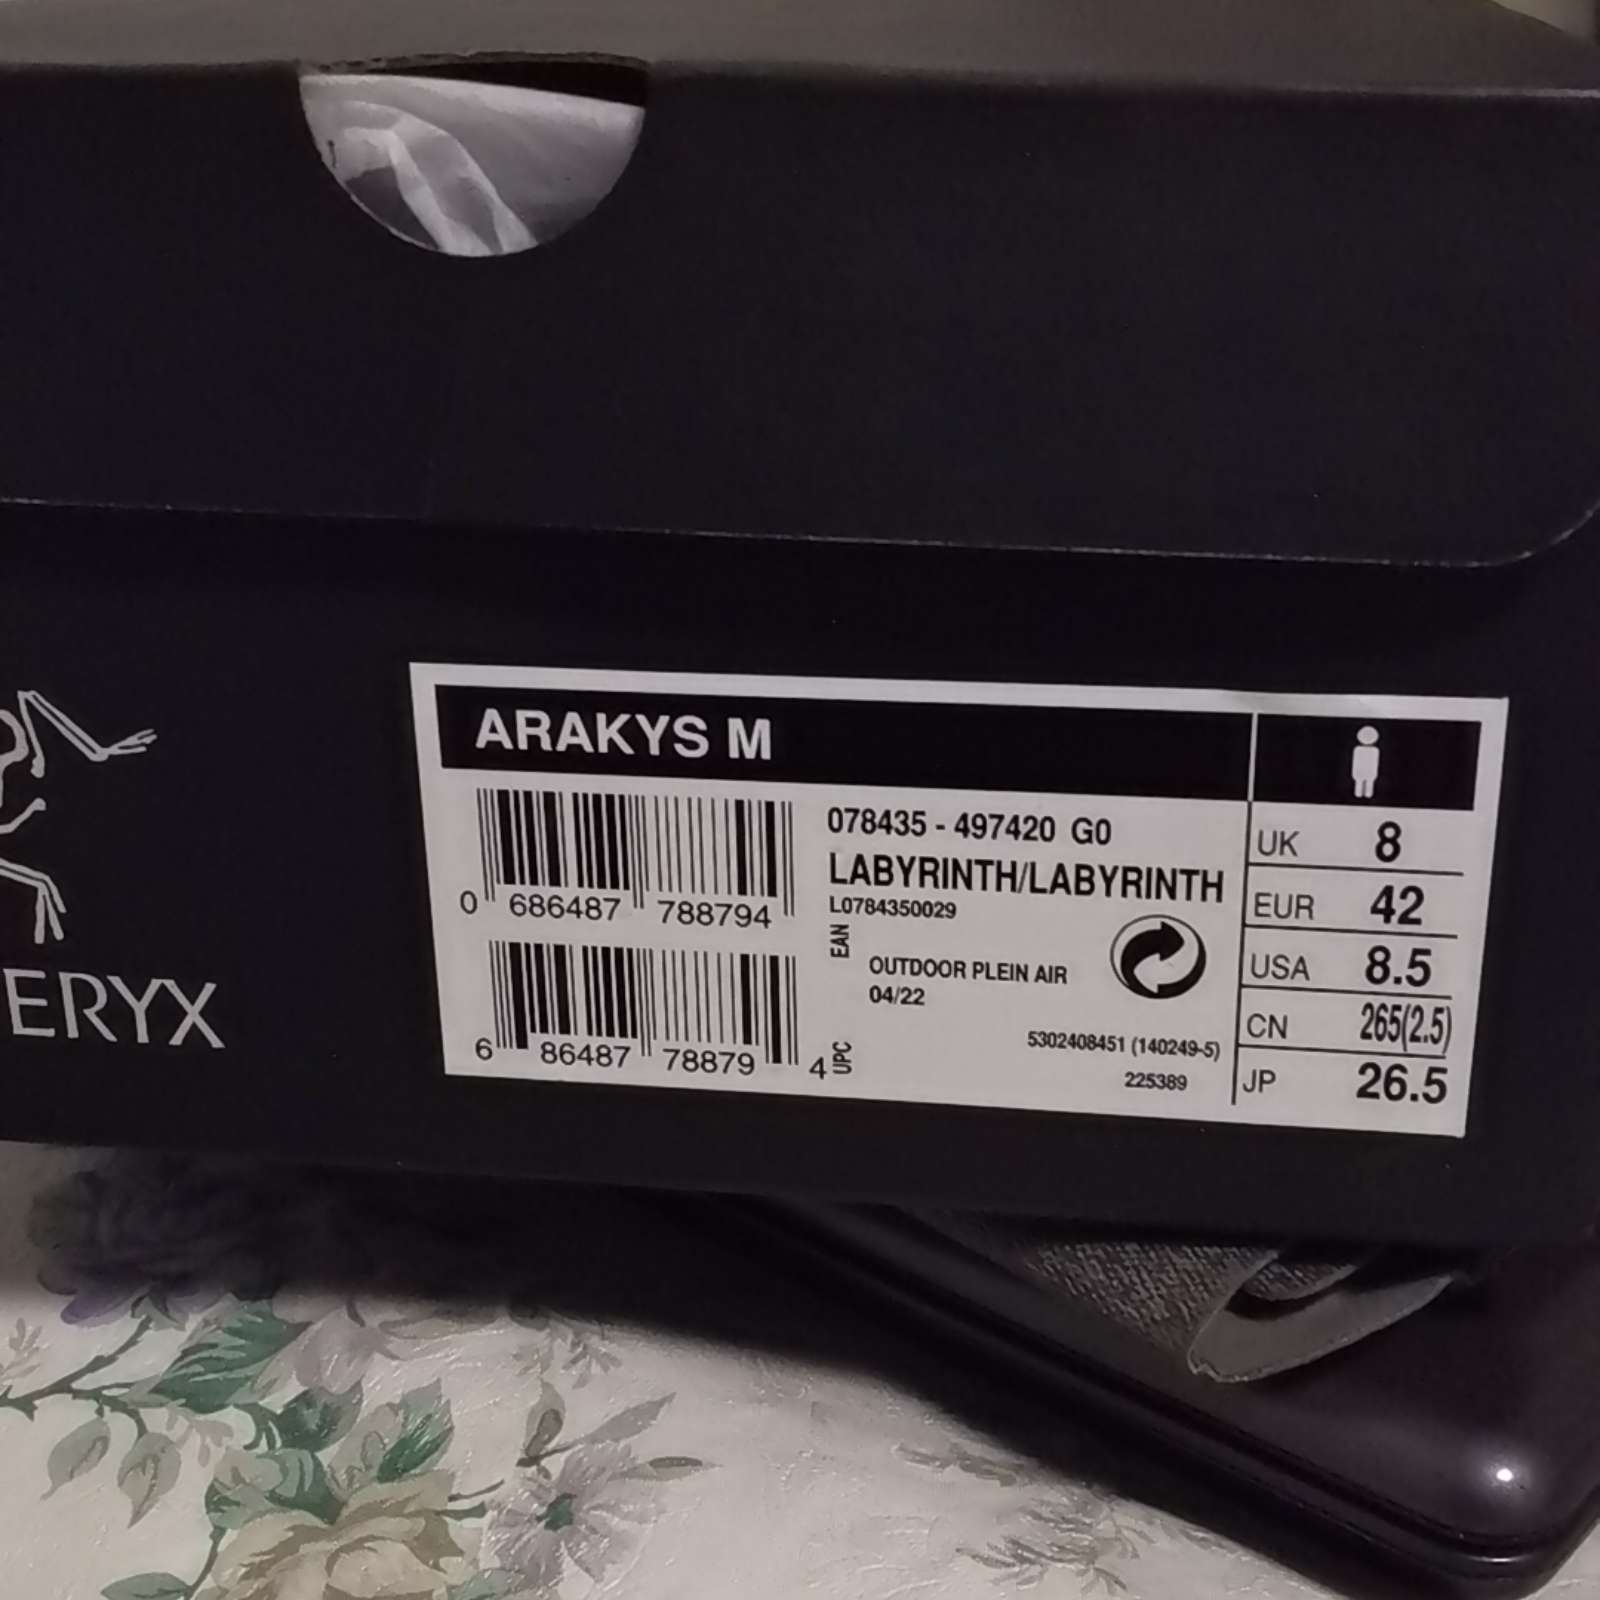 ERYX
ARAKYS M
0 686487 788794
EAN
6 86487 78879 4
UPC
078435 - 497420 G0
LABYRINTH/LABYRINTH
L0784350029
OUTDOOR PLEIN AIR
04/22
5302408451 (140249-5)
225389
UK 8
EUR 42
USA 8.5
CN 265(2.5)
JP 26.5